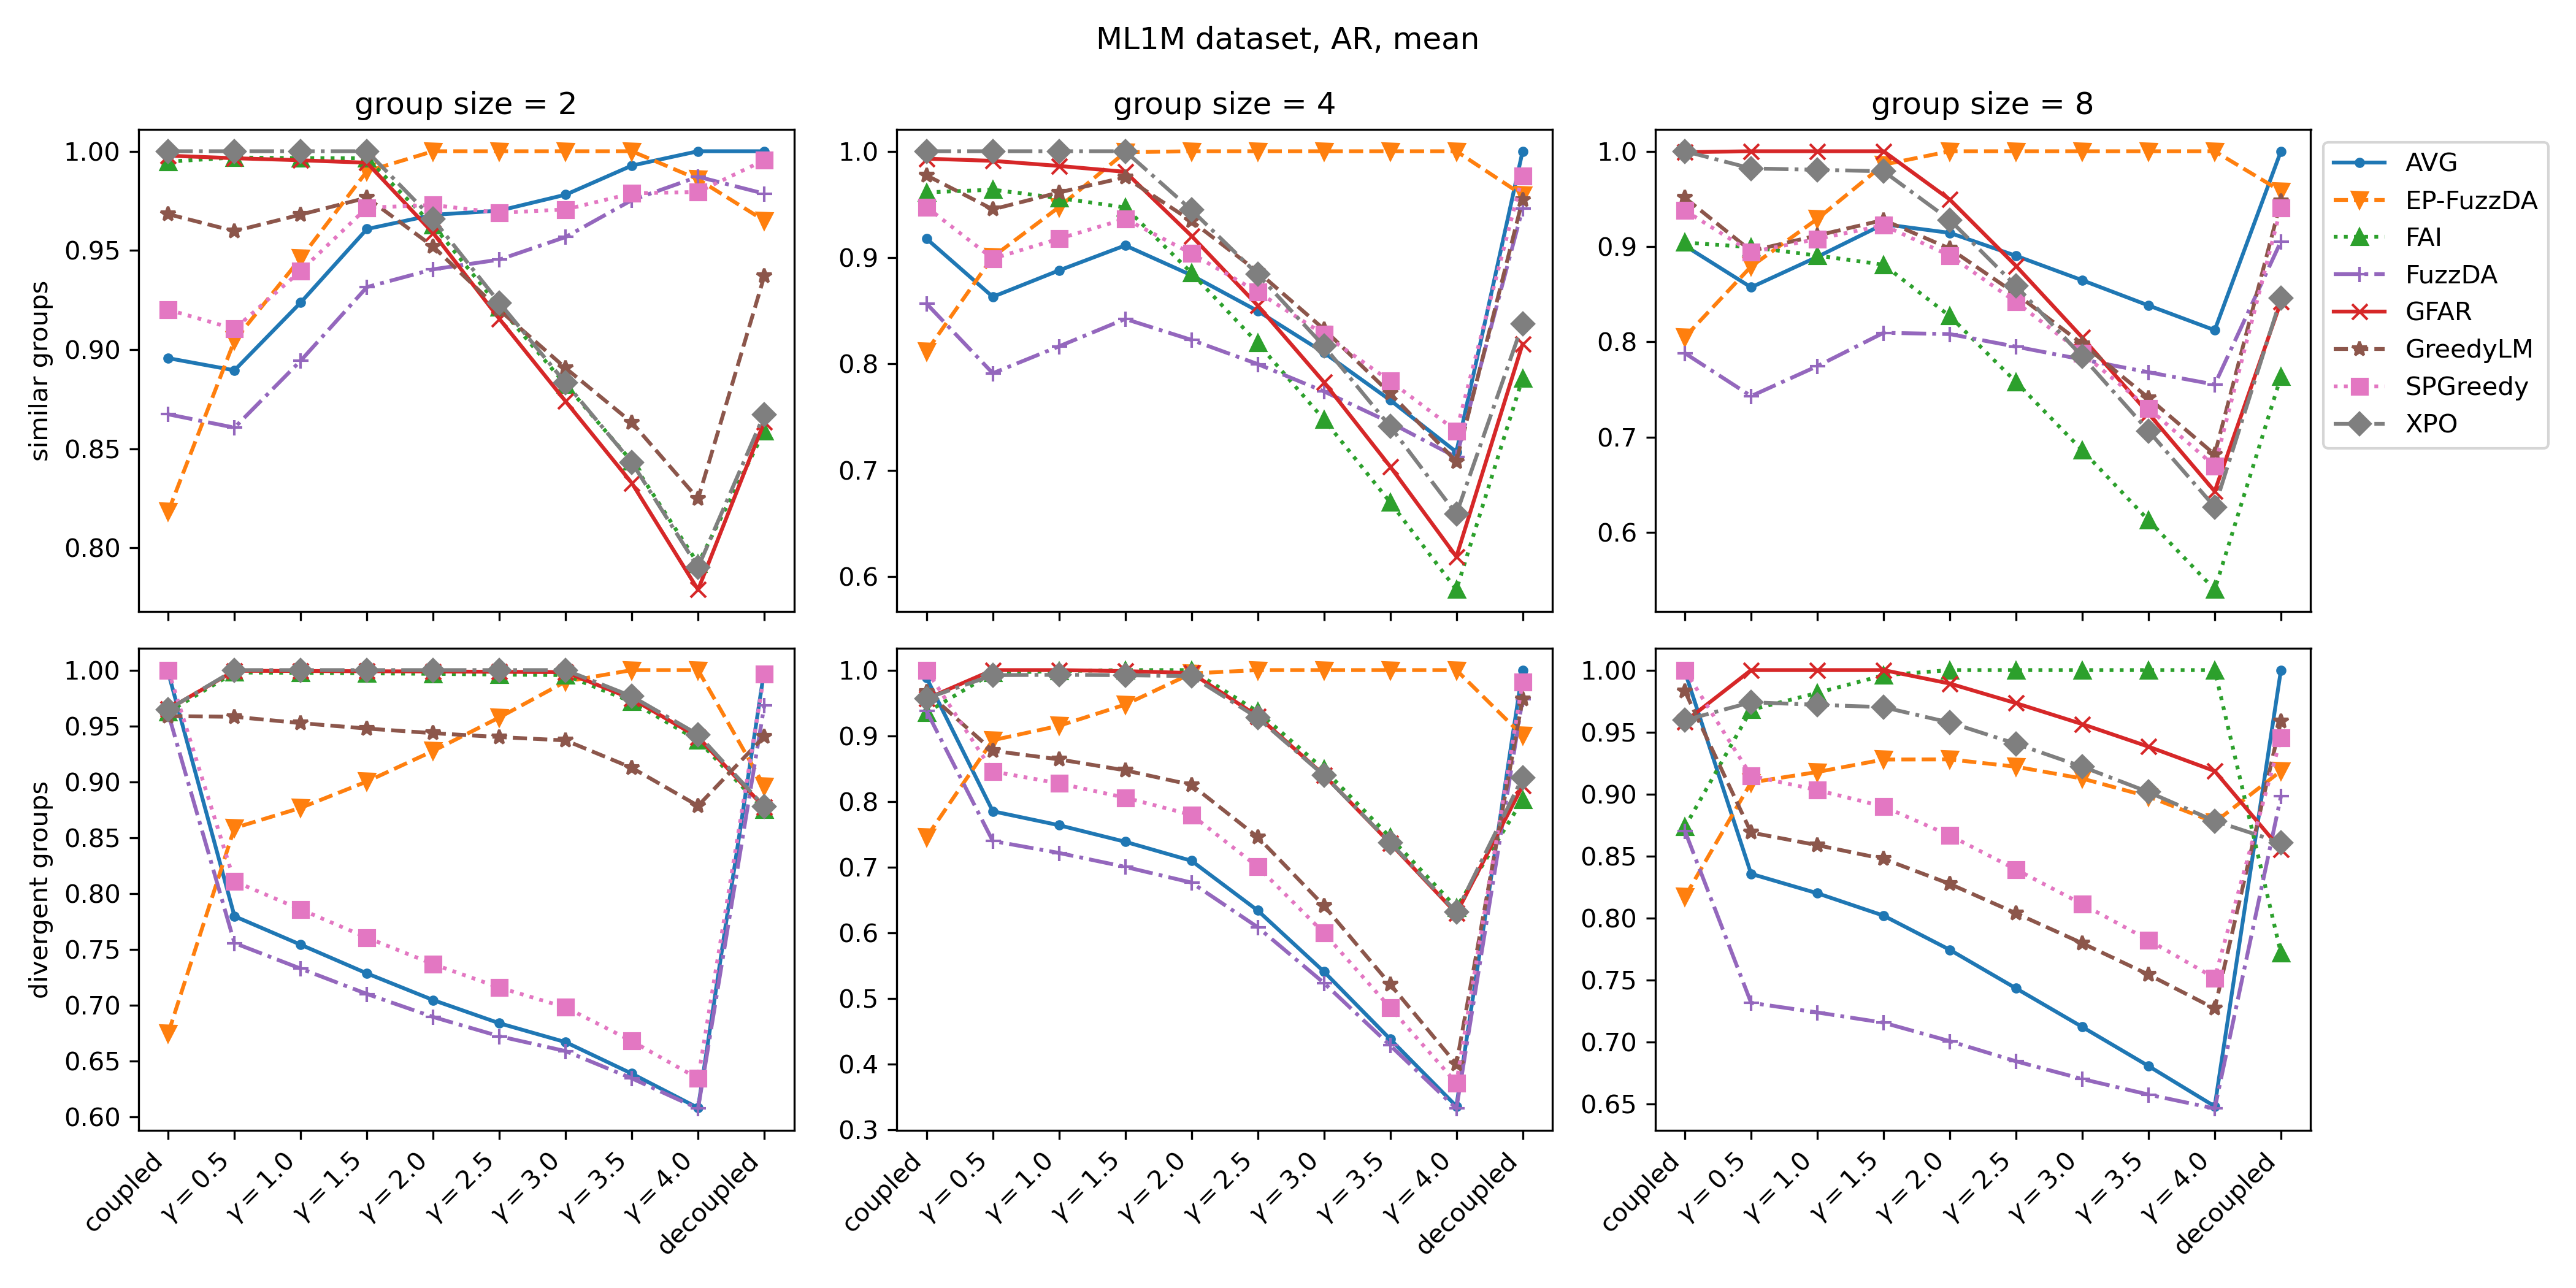 ML1M dataset, AR, mean
group size = 2
group size = 4
group size = 8
similar groups
1.00
0.95
0.90
0.85
0.80
1.0
0.9
0.8
0.7
0.6
1.0
0.9
0.8
0.7
0.6
AVG
EP-FuzzDA
FAI
FuzzDA
GFAR
GreedyLM
SPGreedy
XPO
divergent groups
1.00
0.95
0.90
0.85
0.80
0.75
0.70
0.65
0.60
1.0
0.9
0.8
0.7
0.6
0.5
0.4
0.3
1.00
0.95
0.90
0.85
0.80
0.75
0.70
0.65
coupled
γ = 0.5
γ = 1.0
γ = 1.5
γ = 2.0
γ = 2.5
γ = 3.0
γ = 3.5
γ = 4.0
decoupled
coupled
γ = 0.5
γ = 1.0
γ = 1.5
γ = 2.0
γ = 2.5
γ = 3.0
γ = 3.5
γ = 4.0
decoupled
coupled
γ = 0.5
γ = 1.0
γ = 1.5
γ = 2.0
γ = 2.5
γ = 3.0
γ = 3.5
γ = 4.0
decoupled